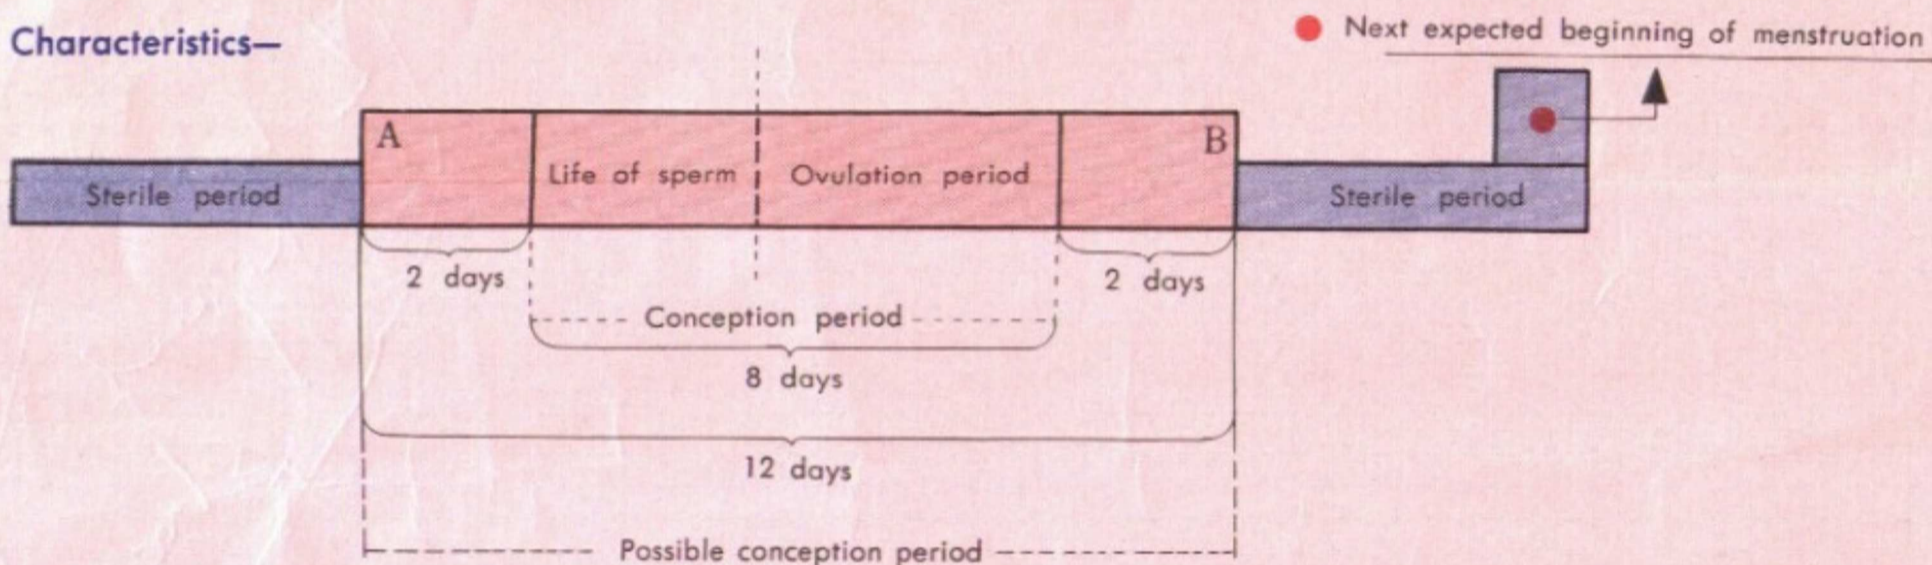 Characteristics—
Next expected beginning of menstruation
A
B
Sterile period
Life of sperm
Ovulation period
Sterile period
2 days
2 days
Conception period
8 days
12 days
Possible conception period